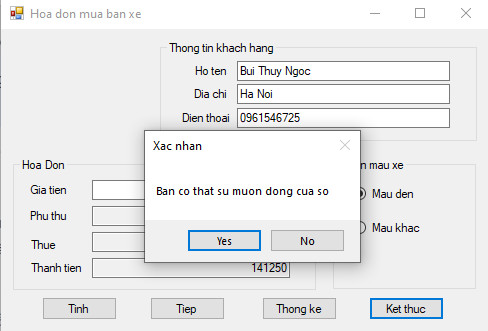 Hoa don mua ban xe
Thong tin khach hang
Ho ten
Bui Thuy Ngoc
Dia chi
Ha Noi
Dien thoai
0961546725
Xac nhan
Ban co that su muon dong cua so
Yes
No
Hoa Don
Gia tien
Phu thu
Thue
Thanh tien
141250
mau xe
Mau den
Mau khac
Tinh
Tiep
Thong ke
Ket thuc